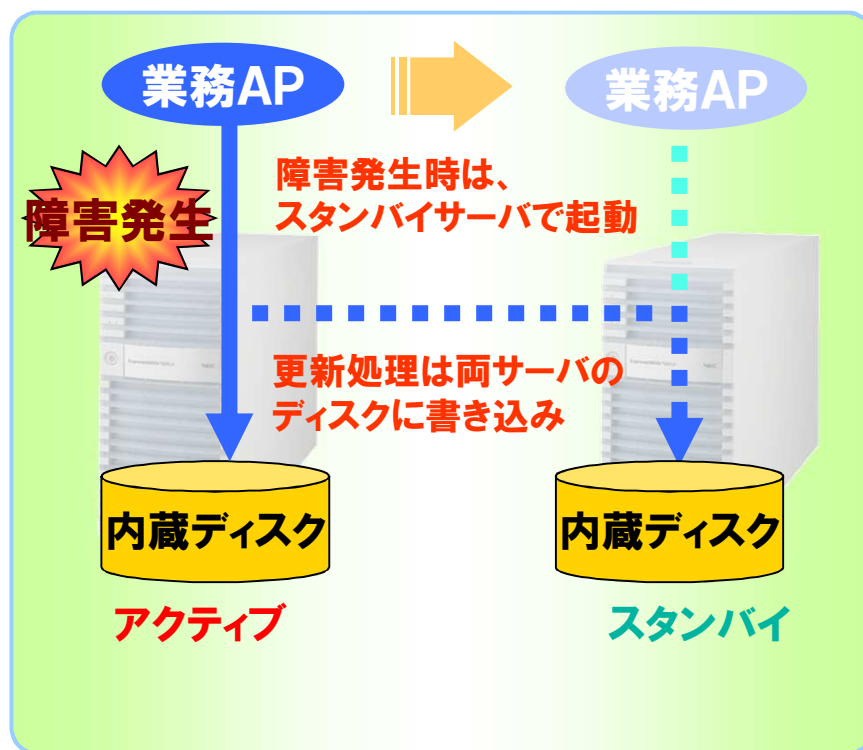 業務AP
業務AP
障害発生時は、
スタンバイサーバで起動
障害発生
更新処理は両サーバの
ディスクに書き込み
内蔵ディスク
内蔵ディスク
アクティブ
スタンバイ